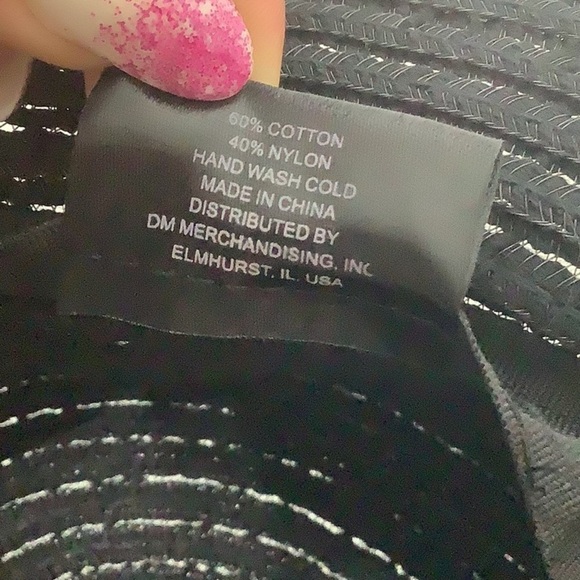 60% COTTON
40% NYLON
HAND WASH COLD
MADE IN CHINA
DISTRIBUTED BY
DM MERCHANDISING, INC
ELMHURST, IL, USA